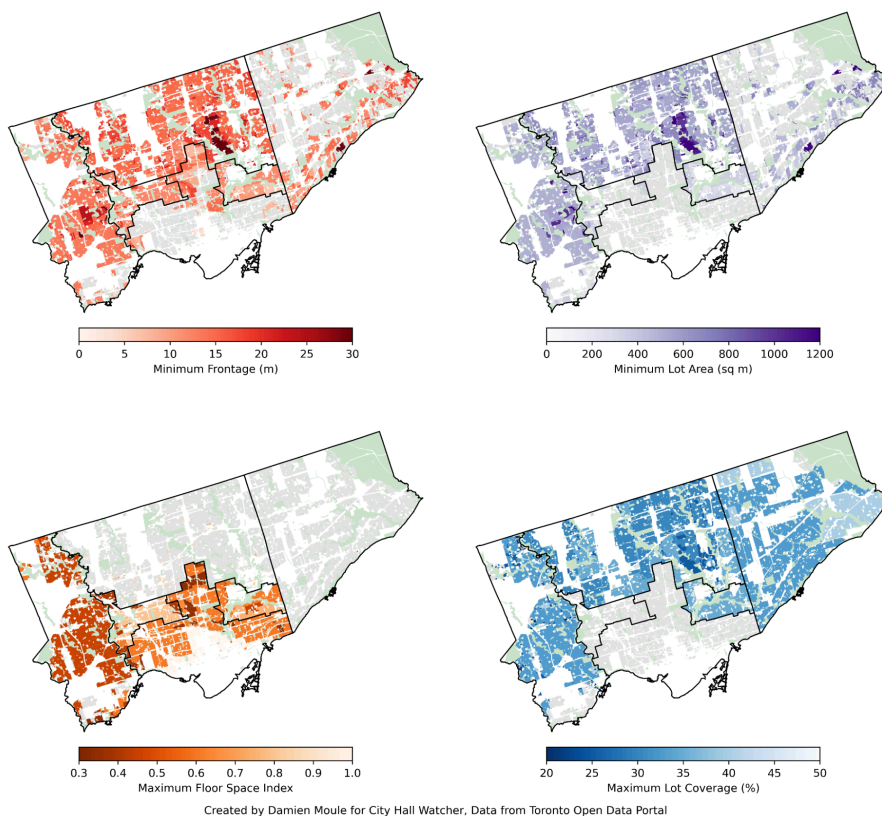 0 5 10 15 20 25 30
Minimum Frontage (m)
0 200 400 600 800 1000 1200
Minimum Lot Area (sq m)
0.3 0.4 0.5 0.6 0.7 0.8 0.9 1.0
Maximum Floor Space Index
20 25 30 35 40 45 50
Maximum Lot Coverage (%)
Created by Damien Moule for City Hall Watcher, Data from Toronto Open Data Portal